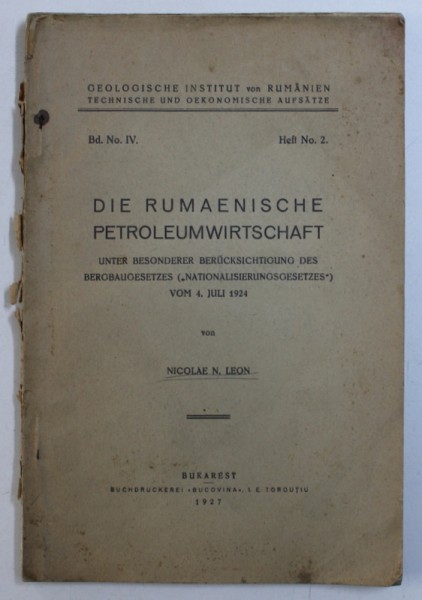 GEOLOGISCHE INSTITUT von RUMÄNIEN
TECHNISCHE UND OEKONOMISCHE AUFSÄTZE
Bd. No. IV. Heft No. 2.
DIE RUMAENISCHE
PETROLEUMWIRTSCHAFT
UNTER BESONDERER BERÜCKSICHTIGUNG DES
BERGBAUGESETZES („NATIONALISIERUNGSGESETZES“)
VOM 4. JULI 1924
von
NICOLAE N. LEON
BUKAREST
BUCHDRUCKEREI «BUCOVINA», I. E. TOROUȚIU
1927